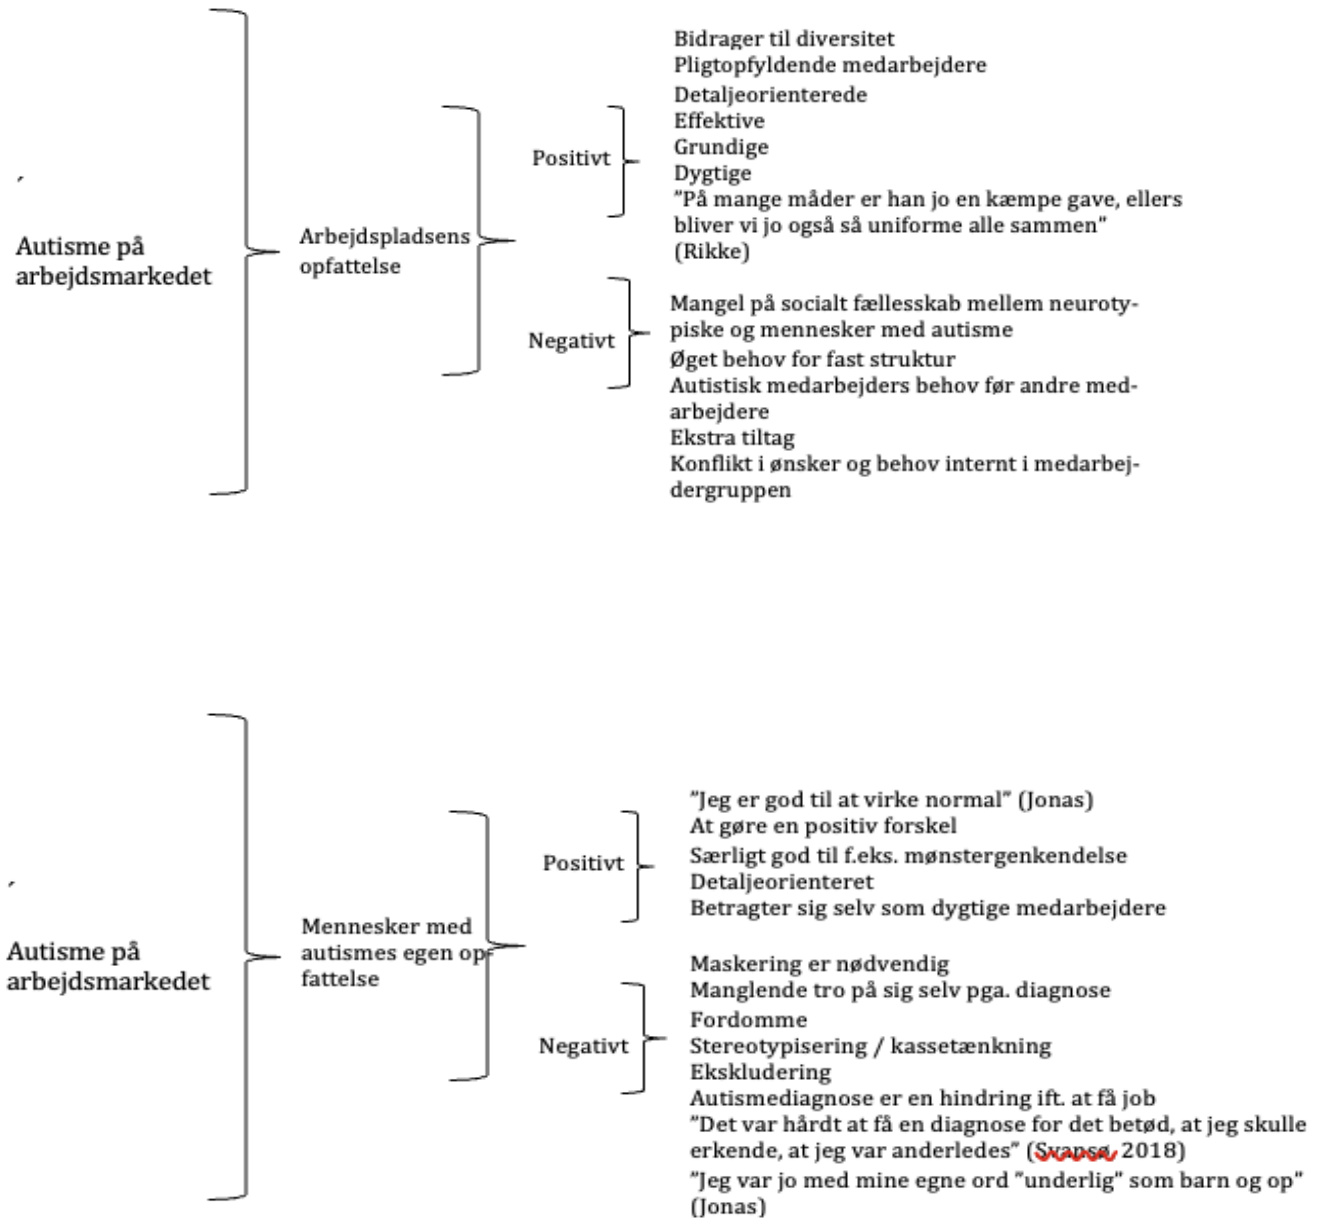 Bidrager til diversitet
Pligtopfyldende medarbejdere
Detaljeorienterede
Effektive
Positivt
Grundige
Dygtige
”På mange måder er han jo en kæmpe gave, ellers
bliver vi jo også så uniforme alle sammen”
(Rikke)
´
Autisme på
arbejdsmarkedet
Arbejdspladsens
opfattelse
Negativt
Mangel på socialt fællesskab mellem neuroty-
piske og mennesker med autisme
Øget behov for fast struktur
Autistisk medarbejders behov før andre med-
arbejdere
Ekstra tiltag
Konflikt i ønsker og behov internt i medarbej-
dergruppen
´
Autisme på
arbejdsmarkedet
Mennesker med
autismes egen op-
fattelse
Positivt
”Jeg er god til at virke normal” (Jonas)
At gøre en positiv forskel
Særligt god til f.eks. mønstergenkendelse
Detaljeorienteret
Betragter sig selv som dygtige medarbejdere
Negativt
Maskering er nødvendig
Manglende tro på sig selv pga. diagnose
Fordomme
Stereotypisering / kassetænkning
Ekskludering
Autismediagnose er en hindring ift. at få job
”Det var hårdt at få en diagnose for det betød, at jeg skulle
erkende, at jeg var anderledes” (Svansø, 2018)
”Jeg var jo med mine egne ord ”underlig” som barn og op”
(Jonas)